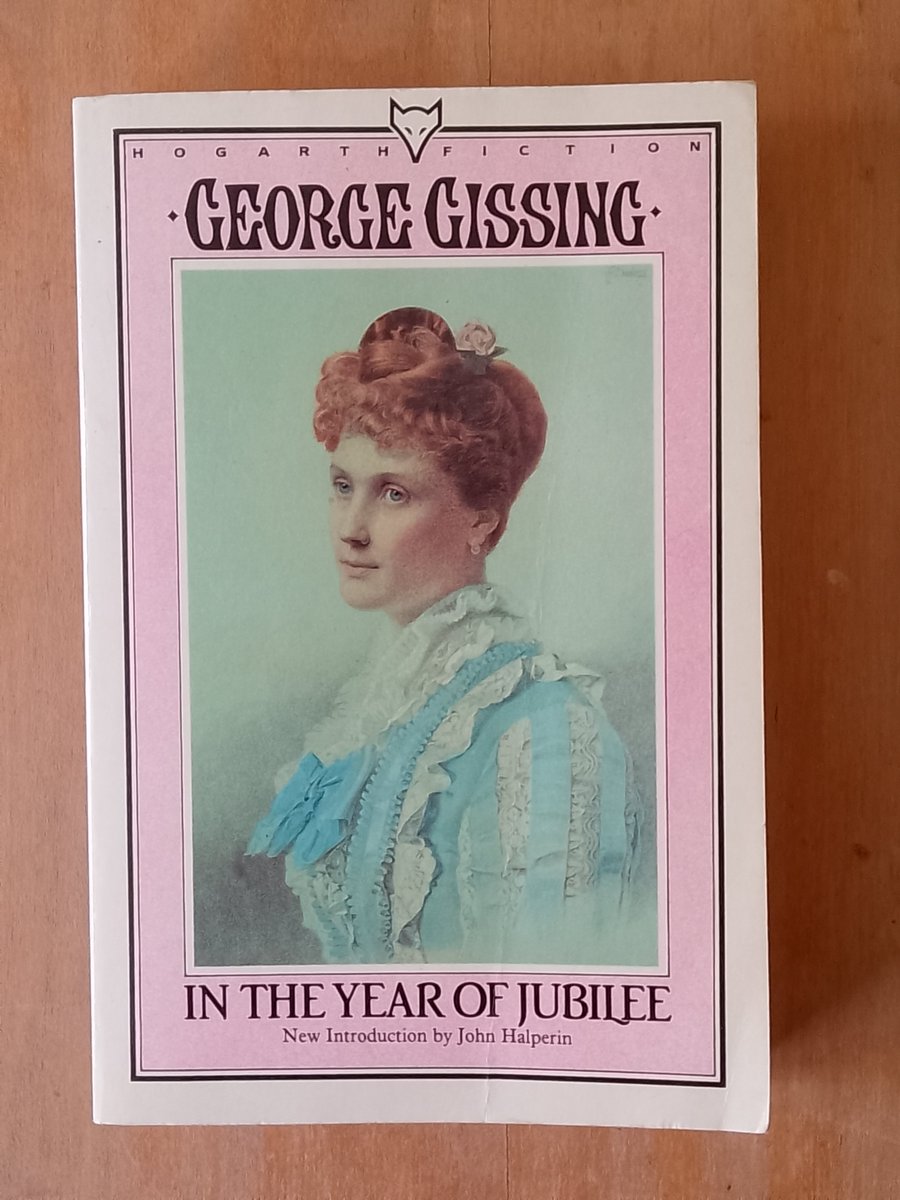 HOGARTH FICTION
·GEORGE GISSING·
IN THE YEAR OF JUBILEE
New Introduction by John Halperin